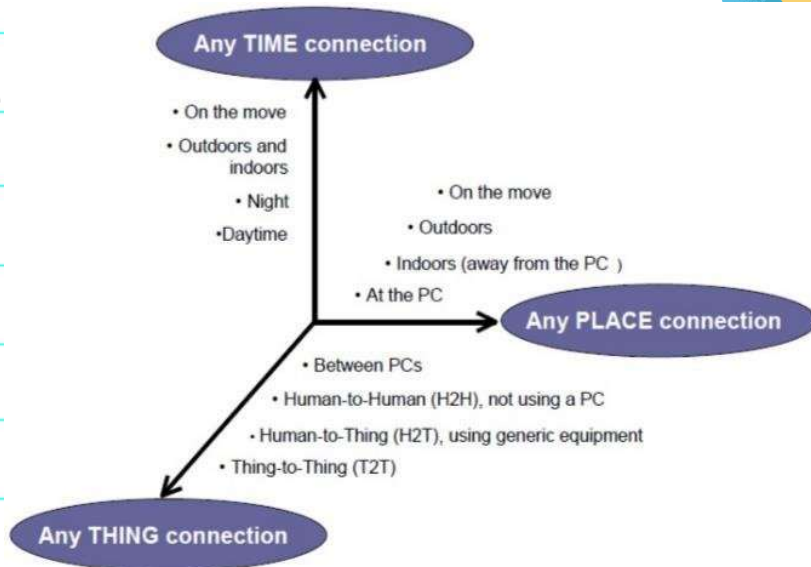 Any TIME connection
• On the move
• Outdoors and
indoors
• Night
•Daytime
• On the move
• Outdoors
• Indoors (away from the PC )
• At the PC
Any PLACE connection
• Between PCs
• Human-to-Human (H2H), not using a PC
• Human-to-Thing (H2T), using generic equipment
• Thing-to-Thing (T2T)
Any THING connection